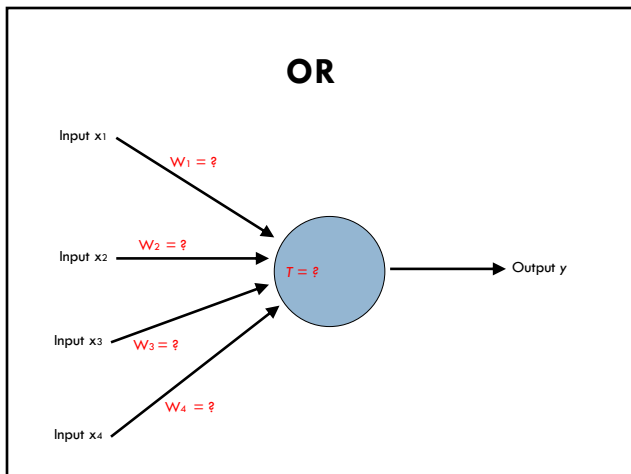 OR
Input x1
W1 = ?
W2 = ?
Input x2
T = ?
Output y
Input x3
W3 = ?
W4 = ?
Input x4